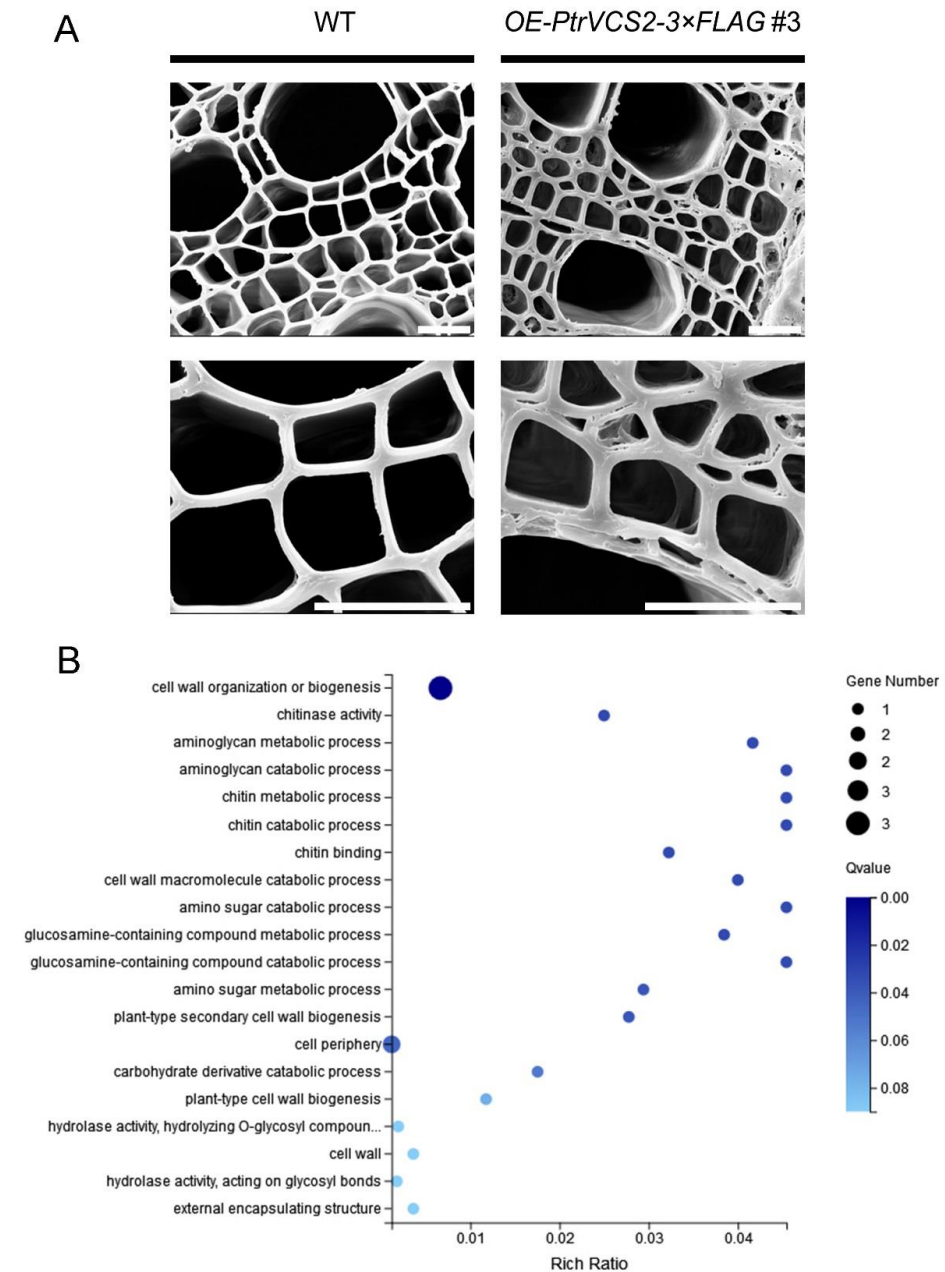 A
WT
OE-PtrVCS2-3×FLAG #3
B
cell wall organization or biogenesis
chitinase activity
aminoglycan metabolic process
aminoglycan catabolic process
chitin metabolic process
chitin catabolic process
chitin binding
cell wall macromolecule catabolic process
amino sugar catabolic process
glucosamine-containing compound metabolic process
glucosamine-containing compound catabolic process
amino sugar metabolic process
plant-type secondary cell wall biogenesis
cell periphery
carbohydrate derivative catabolic process
plant-type cell wall biogenesis
hydrolase activity, hydrolyzing O-glycosyl compoun...
cell wall
hydrolase activity, acting on glycosyl bonds
external encapsulating structure
0.01 0.02 0.03 0.04
Rich Ratio
Gene Number
1
2
2
3
3
Qvalue
0.00
0.02
0.04
0.06
0.08